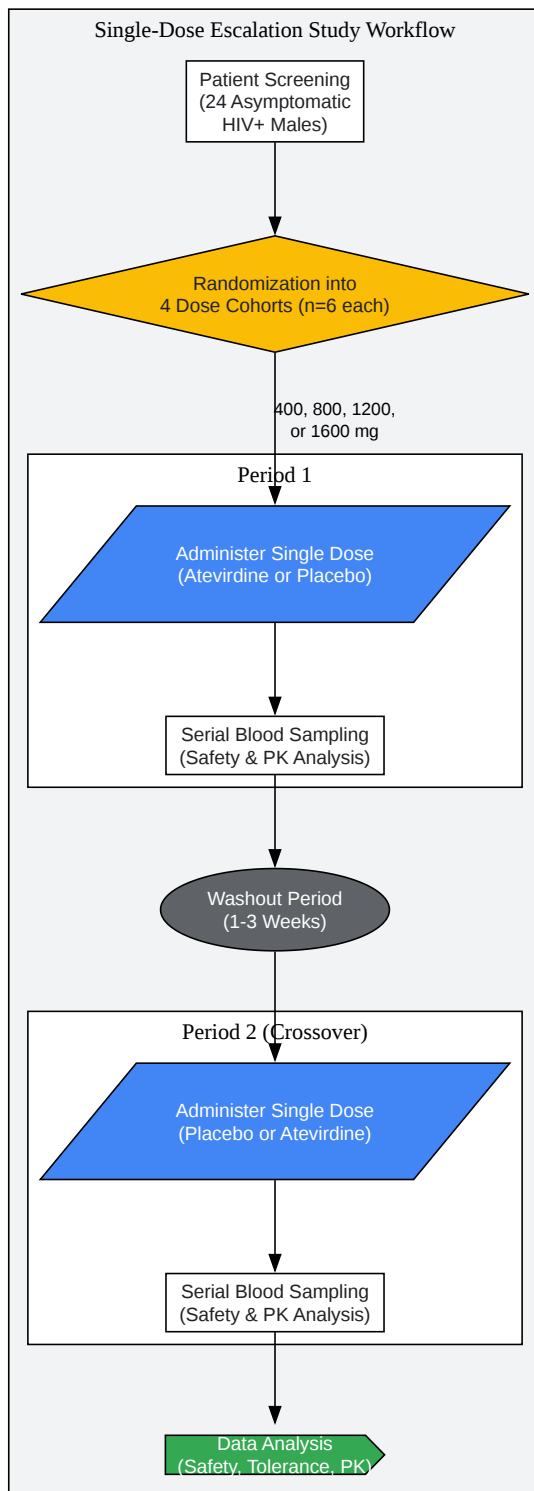 Single-Dose Escalation Study Workflow
Patient Screening
(24 Asymptomatic
HIV+ Males)
Randomization into
4 Dose Cohorts (n=6 each)
400, 800, 1200,
or 1600 mg
Period 1
Administer Single Dose
(Atevirdine or Placebo)
Serial Blood Sampling
(Safety & PK Analysis)
Washout Period
(1-3 Weeks)
Period 2 (Crossover)
Administer Single Dose
(Placebo or Atevirdine)
Serial Blood Sampling
(Safety & PK Analysis)
Data Analysis
(Safety, Tolerance, PK)